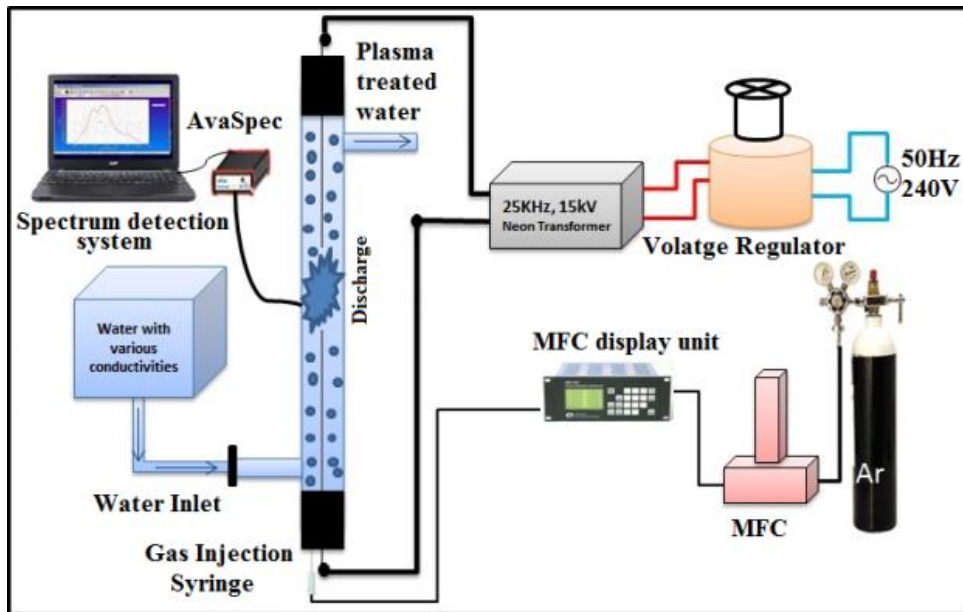 Plasma
treated
water
AvaSpec
Spectrum detection
system
25KHz, 15kV
Neon Transformer
50Hz
240V
Volatge Regulator
Discharge
Water with
various
conductivities
MFC display unit
Water Inlet
Ar
MFC
Gas Injection
Syringe